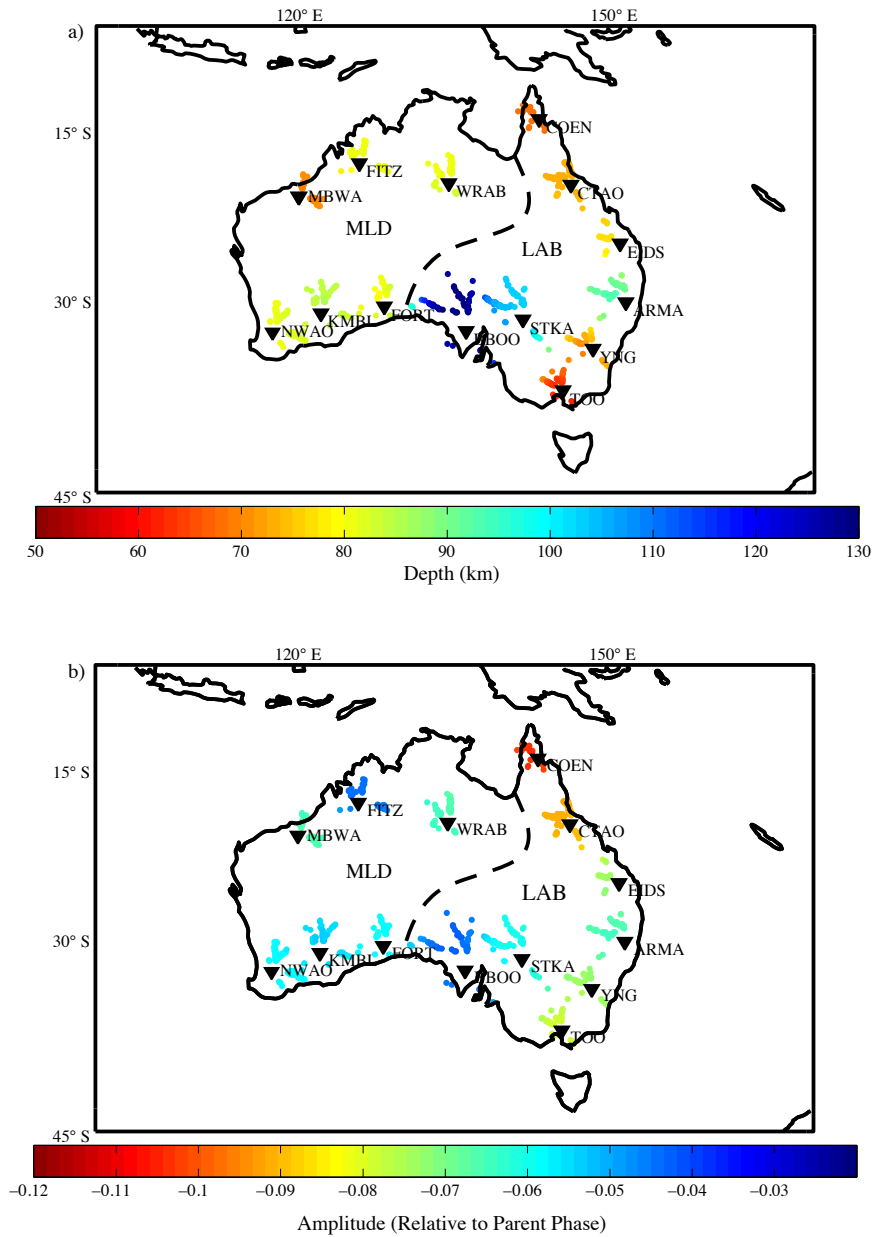 120° E 150° E
a)
COEN
15° S
FITZ
WRAB
CTAO
MBWA
MLD
LAB
EIDS
30° S
ARMA
FORT
KMBL
STKA
NWAO
BBOO
YNG
TOO
45° S
50 60 70 80 90 100 110 120 130
Depth (km)
120° E 150° E
b)
COEN
15° S
FITZ
WRAB
CTAO
MBWA
MLD
LAB
EIDS
30° S
ARMA
FORT
KMBL
STKA
NWAO
BBOO
YNG
TOO
45° S
−0.12 −0.11 −0.1 −0.09 −0.08 −0.07 −0.06 −0.05 −0.04 −0.03
Amplitude (Relative to Parent Phase)